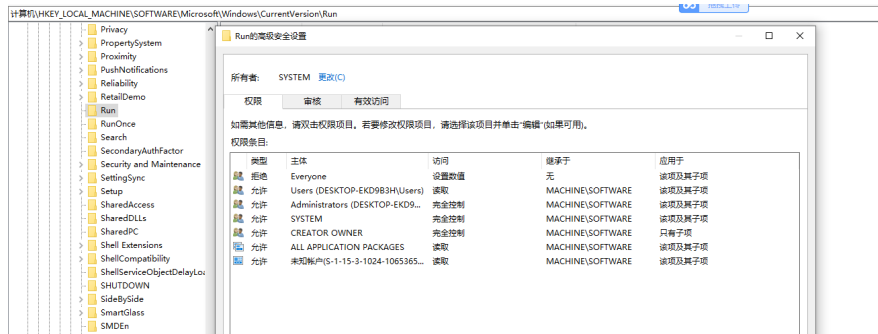 计算机\HKEY_LOCAL_MACHINE\SOFTWARE\Microsoft\Windows\CurrentVersion\Run
Privacy
PropertySystem
Proximity
PushNotifications
Reliability
RetailDemo
Run
RunOnce
Search
SecondaryAuthFactor
Security and Maintenance
SettingSync
Setup
SharedAccess
SharedDLLs
SharedPC
Shell Extensions
ShellCompatibility
ShellServiceObjectDelayLoa
SHUTDOWN
SideBySide
SmartGlass
SMDEn
Run的高级安全设置
所有者: SYSTEM 更改(C)
权限 审核 有效访问
如需其他信息，请双击权限项目。若要修改权限项目，请选择该项目并单击“编辑”(如果可用)。
权限条目:
类型 主体 访问 继承于 应用于
拒绝 Everyone 设置数值 无 该项及其子项
允许 Users (DESKTOP-EKD9B3H\Users) 读取 MACHINE\SOFTWARE 该项及其子项
允许 Administrators (DESKTOP-EKD9... 完全控制 MACHINE\SOFTWARE 该项及其子项
允许 SYSTEM 完全控制 MACHINE\SOFTWARE 该项及其子项
允许 CREATOR OWNER 完全控制 MACHINE\SOFTWARE 只有子项
允许 ALL APPLICATION PACKAGES 读取 MACHINE\SOFTWARE 该项及其子项
允许 未知帐户(S-1-15-3-1024-1065365... 读取 MACHINE\SOFTWARE 该项及其子项